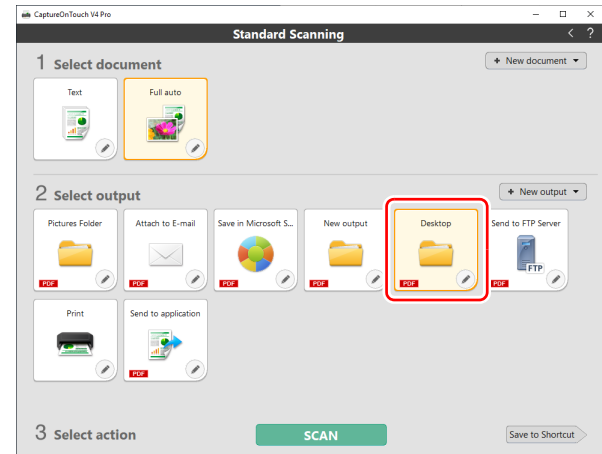 CaptureOnTouch V4 Pro
Standard Scanning
1 Select document
+ New document
Text
Full auto
2 Select output
+ New output
Pictures Folder
Attach to E-mail
Save in Microsoft S...
New output
Desktop
Send to FTP Server
PDF
PDF
PDF
PDF
PDF
PDF
FTP
Print
Send to application
PDF
3 Select action
SCAN
Save to Shortcut